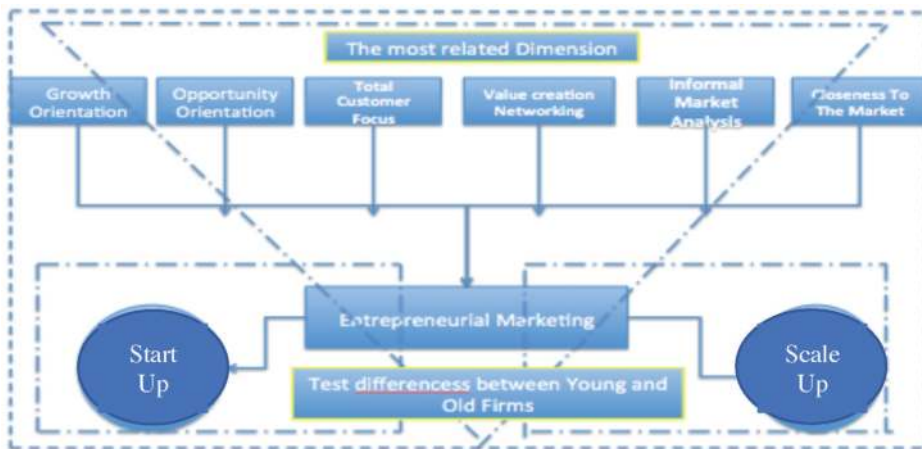 The most related Dimension
Growth
Orientation
Opportunity
Orientation
Total
Customer
Focus
Value creation
Networking
Informal
Market
Analysis
Closeness To
The Market
Entrepreneurial Marketing
Start
Up
Scale
Up
Test differencess between Young and
Old Firms